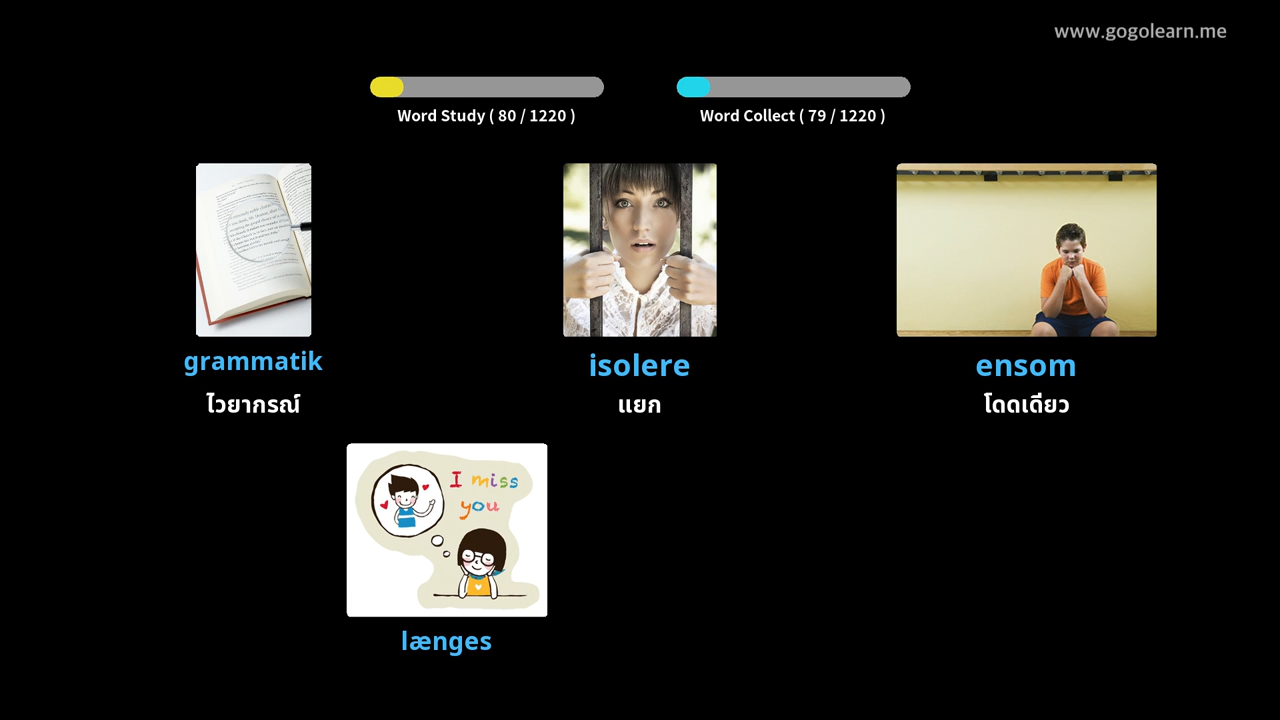 www.gogolearn.me
Word Study ( 80 / 1220 )
Word Collect ( 79 / 1220 )
grammatik
ไวยากรณ์
isolere
แยก
ensom
โดดเดี่ยว
I miss
you
længes